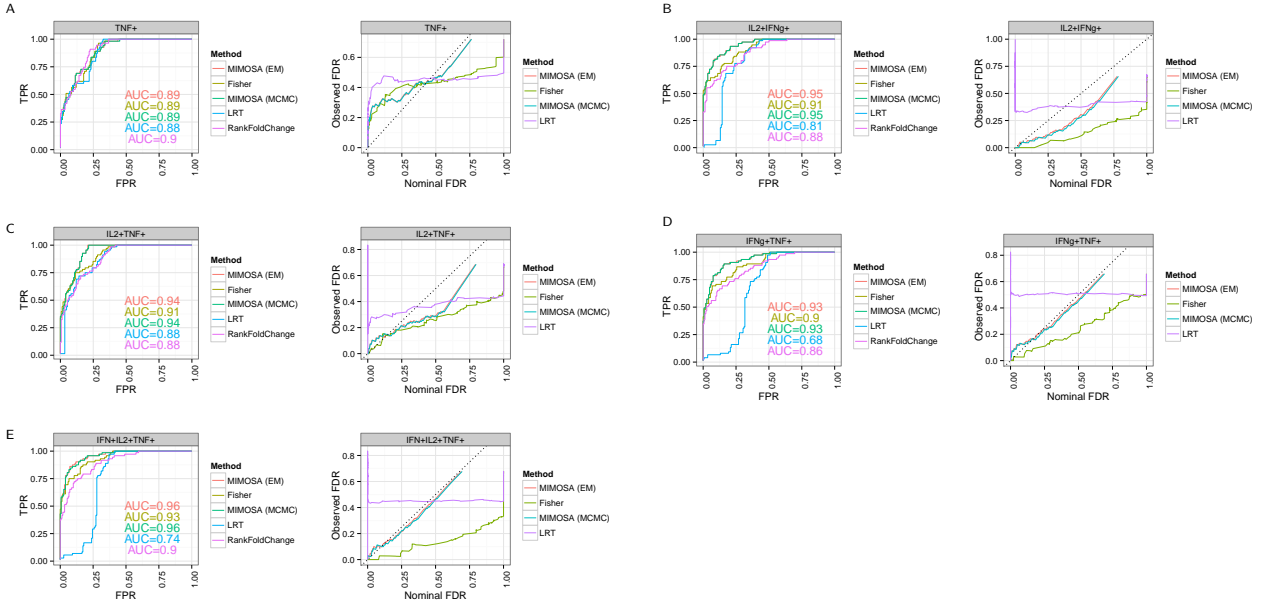 A
TNF+
TPR
1.00
0.75
0.50
0.25
0.00
AUC=0.89
AUC=0.89
AUC=0.89
AUC=0.88
AUC=0.9
0.00
0.25
0.50
0.75
1.00
FPR
Method
MIMOSA (EM)
Fisher
MIMOSA (MCMC)
LRT
RankFoldChange
TNF+
Observed FDR
0.6
0.4
0.2
0.0
0.00
0.25
0.50
0.75
1.00
Nominal FDR
Method
MIMOSA (EM)
Fisher
MIMOSA (MCMC)
LRT
B
IL2+IFNg+
TPR
1.00
0.75
0.50
0.25
0.00
AUC=0.95
AUC=0.91
AUC=0.95
AUC=0.81
AUC=0.88
0.00
0.25
0.50
0.75
1.00
FPR
Method
MIMOSA (EM)
Fisher
MIMOSA (MCMC)
LRT
RankFoldChange
IL2+IFNg+
Observed FDR
1.00
0.75
0.50
0.25
0.00
0.00
0.25
0.50
0.75
1.00
Nominal FDR
Method
MIMOSA (EM)
Fisher
MIMOSA (MCMC)
LRT
C
IL2+TNF+
TPR
1.00
0.75
0.50
0.25
0.00
AUC=0.94
AUC=0.91
AUC=0.94
AUC=0.88
AUC=0.88
0.00
0.25
0.50
0.75
1.00
FPR
Method
MIMOSA (EM)
Fisher
MIMOSA (MCMC)
LRT
RankFoldChange
IL2+TNF+
Observed FDR
0.8
0.6
0.4
0.2
0.0
0.00
0.25
0.50
0.75
1.00
Nominal FDR
Method
MIMOSA (EM)
Fisher
MIMOSA (MCMC)
LRT
D
IFNg+TNF+
TPR
1.00
0.75
0.50
0.25
0.00
AUC=0.93
AUC=0.9
AUC=0.93
AUC=0.68
AUC=0.86
0.00
0.25
0.50
0.75
1.00
FPR
Method
MIMOSA (EM)
Fisher
MIMOSA (MCMC)
LRT
RankFoldChange
IFNg+TNF+
Observed FDR
0.8
0.6
0.4
0.2
0.0
0.00
0.25
0.50
0.75
1.00
Nominal FDR
Method
MIMOSA (EM)
Fisher
MIMOSA (MCMC)
LRT
E
IFN+IL2+TNF+
TPR
1.00
0.75
0.50
0.25
0.00
AUC=0.96
AUC=0.93
AUC=0.96
AUC=0.74
AUC=0.9
0.00
0.25
0.50
0.75
1.00
FPR
Method
MIMOSA (EM)
Fisher
MIMOSA (MCMC)
LRT
RankFoldChange
IFN+IL2+TNF+
Observed FDR
0.8
0.6
0.4
0.2
0.0
0.00
0.25
0.50
0.75
1.00
Nominal FDR
Method
MIMOSA (EM)
Fisher
MIMOSA (MCMC)
LRT